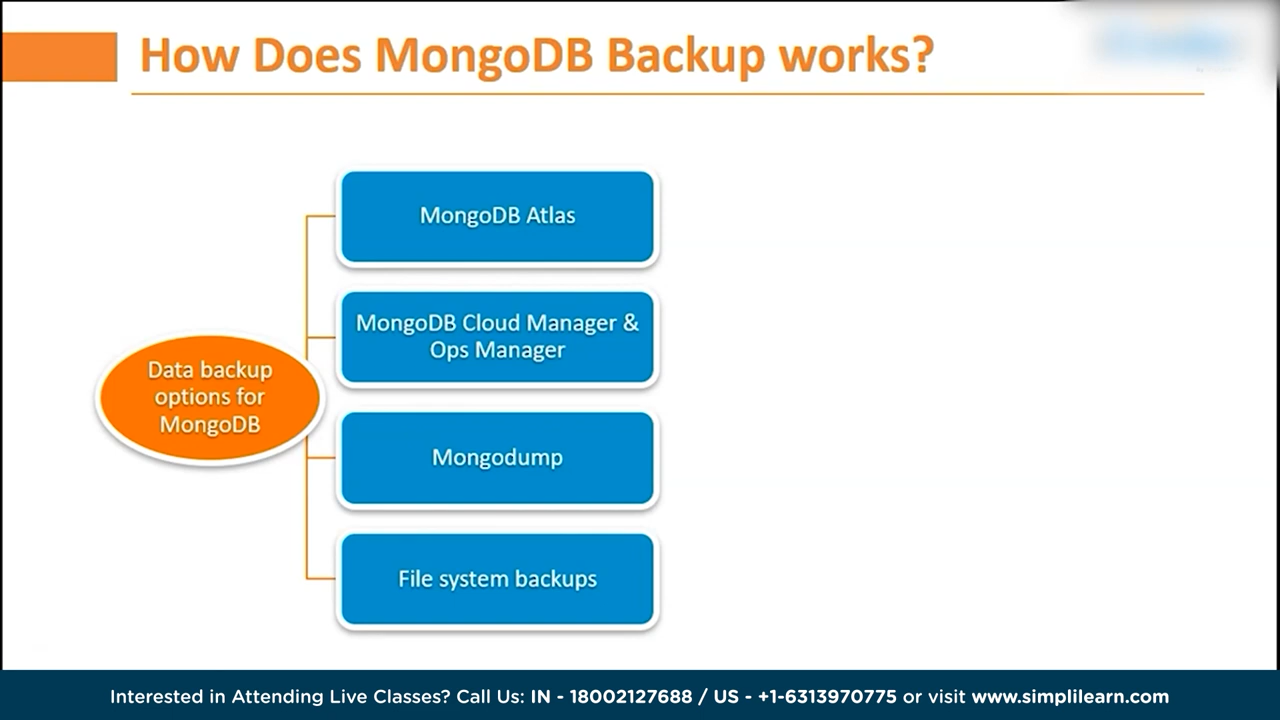 How Does MongoDB Backup works?
MongoDB Atlas
MongoDB Cloud Manager &
Ops Manager
Data backup
options for
MongoDB
Mongodump
File system backups
Interested in Attending Live Classes? Call Us: IN - 18002127688 / US - +1-6313970775 or visit www.simplilearn.com